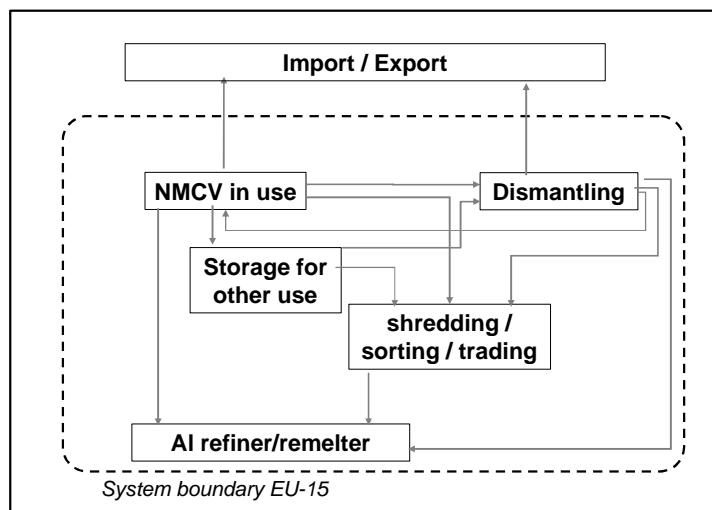 Import / Export
NMCV in use
Dismantling
Storage for
other use
shredding /
sorting / trading
Al refiner/remelter
System boundary EU-15